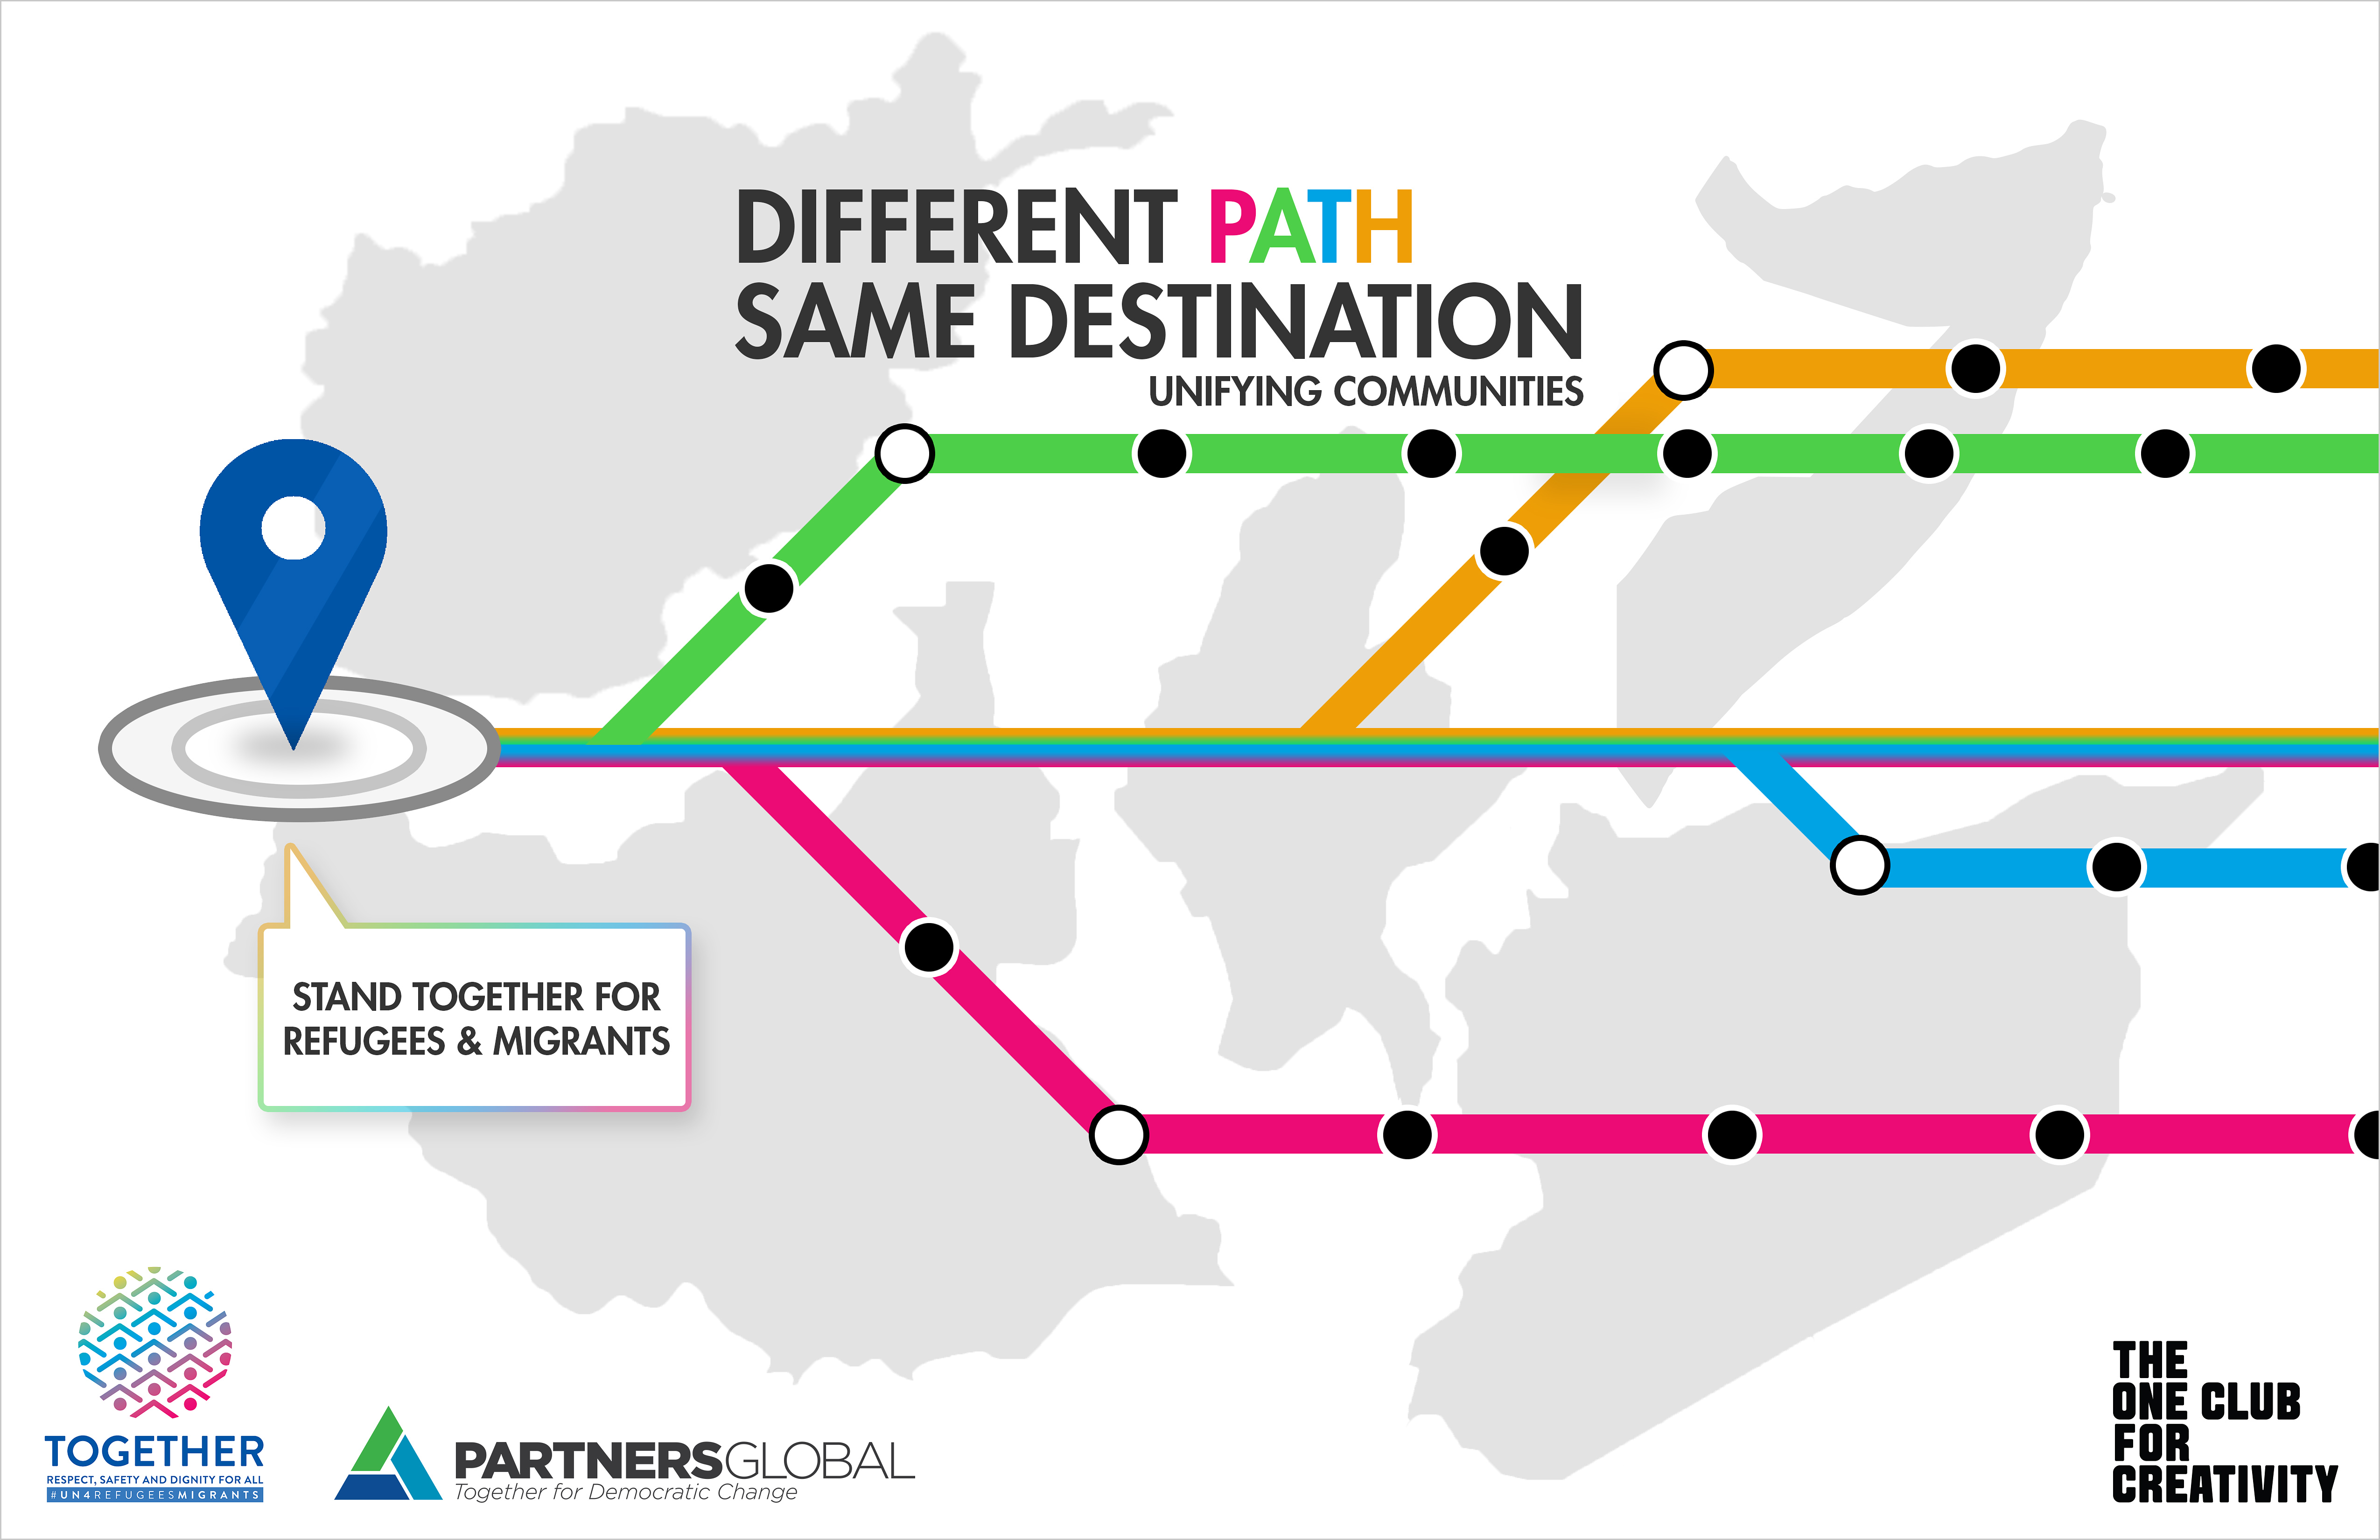 DIFFERENT PATH
SAME DESTINATION
UNIFYING COMMUNITIES
STAND TOGETHER FOR
REFUGEES & MIGRANTS
TOGETHER
RESPECT, SAFETY AND DIGNITY FOR ALL
#UN4REFUGEESMIGRANTS
PARTNERSGLOBAL
Together for Democratic Change
THE
ONE CLUB
FOR
CREATIVITY